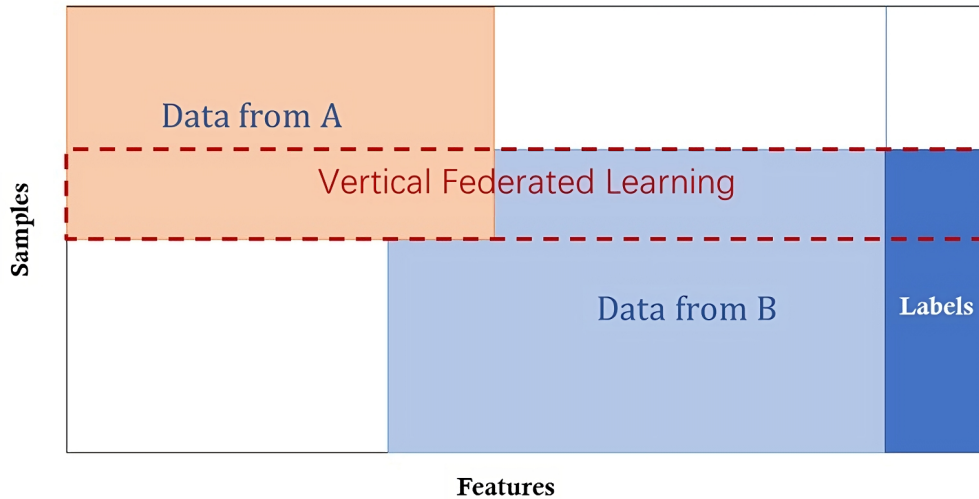 Data from A
Vertical Federated Learning
Samples
Data from B
Labels
Features